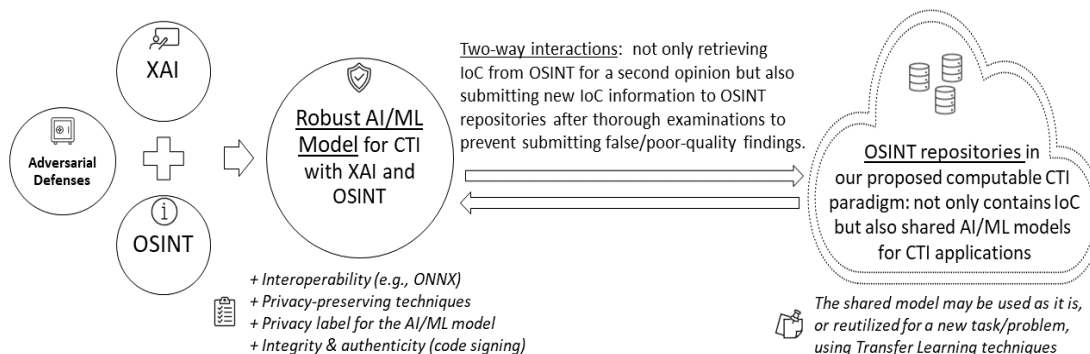 XAI
Adversarial
Defenses
OSINT
Robust AI/ML
Model for CTI
with XAI and
OSINT
+ Interoperability (e.g., ONNX)
+ Privacy-preserving techniques
+ Privacy label for the AI/ML model
+ Integrity & authenticity (code signing)
Two-way interactions: not only retrieving
IoC from OSINT for a second opinion but also
submitting new IoC information to OSINT
repositories after thorough examinations to
prevent submitting false/poor-quality findings.
OSINT repositories in
our proposed computable CTI
paradigm: not only contains IoC
but also shared AI/ML models
for CTI applications
The shared model may be used as it is,
or reutilized for a new task/problem,
using Transfer Learning techniques